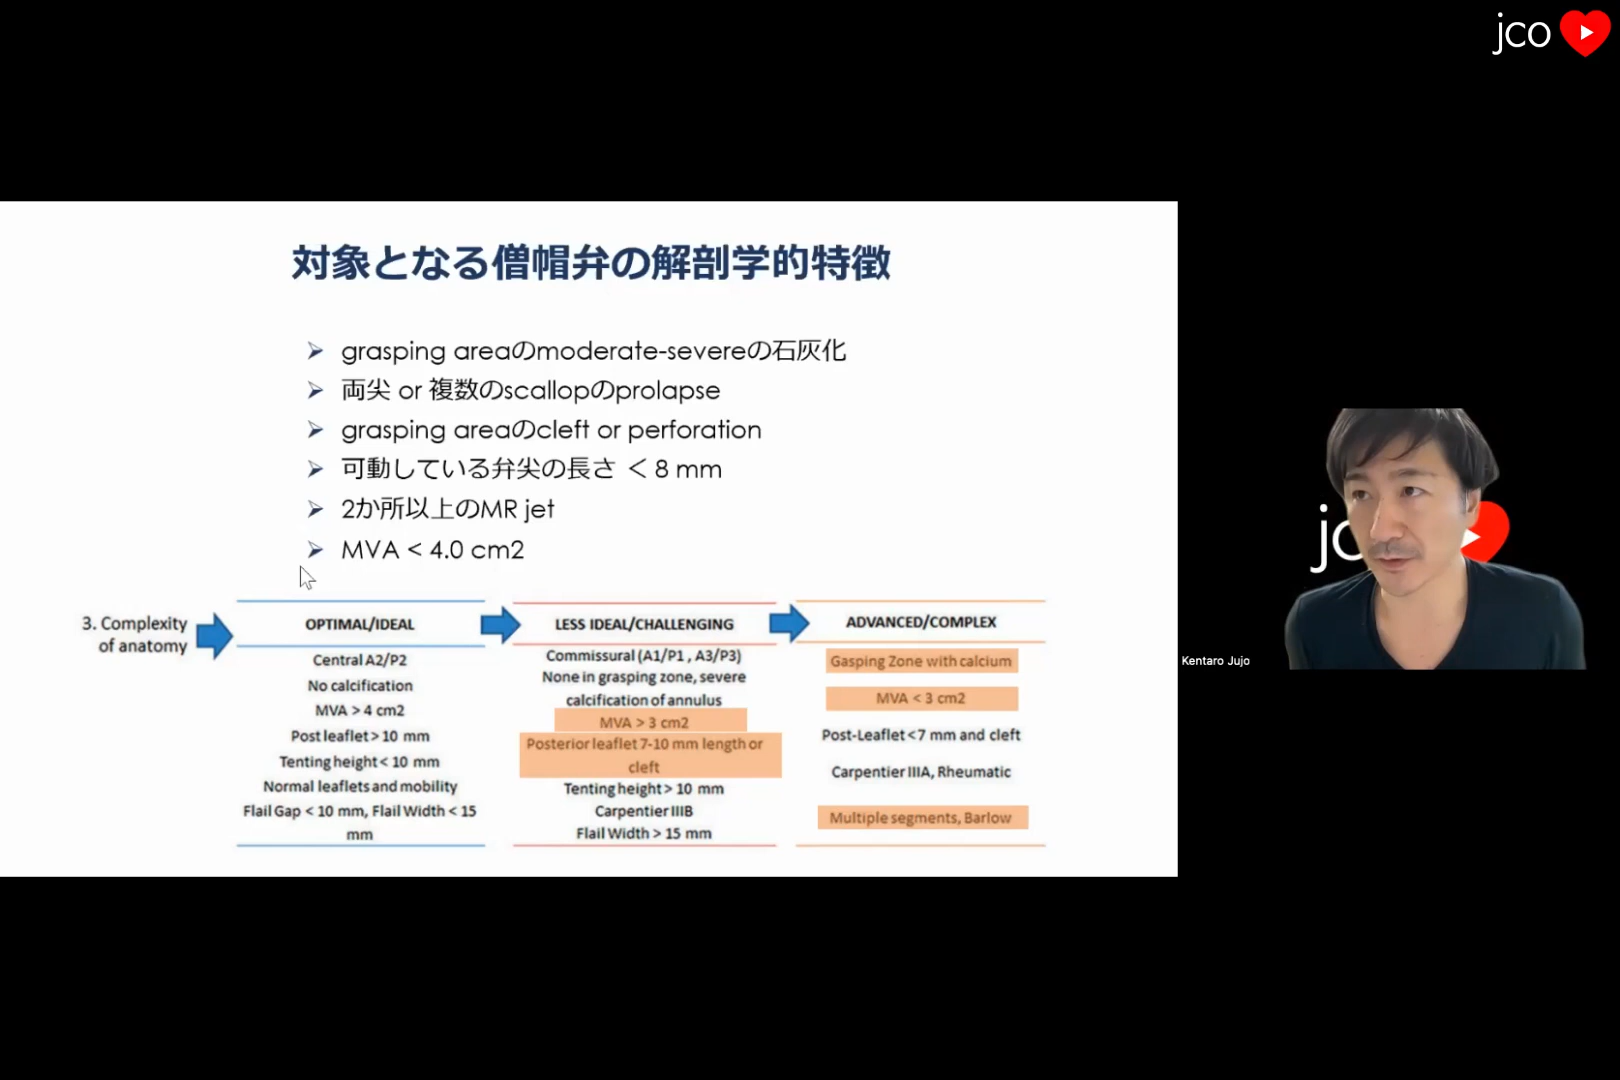 jco
対象となる僧帽弁の解剖学的特徴
➢ grasping areaのmoderate-severeの石灰化
➢ 両尖 or 複数のscallopのprolapse
➢ grasping areaのcleft or perforation
➢ 可動している弁尖の長さ ＜ 8 mm
➢ 2か所以上のMR jet
➢ MVA < 4.0 cm2
3. Complexity
of anatomy
OPTIMAL/IDEAL
Central A2/P2
No calcification
MVA > 4 cm2
Post leaflet > 10 mm
Tenting height < 10 mm
Normal leaflets and mobility
Flail Gap < 10 mm, Flail Width < 15
mm
LESS IDEAL/CHALLENGING
Commissural (A1/P1 , A3/P3)
None in grasping zone, severe
calcification of annulus
MVA > 3 cm2
Posterior leaflet 7-10 mm length or
cleft
Tenting height > 10 mm
Carpentier IIIB
Flail Width > 15 mm
ADVANCED/COMPLEX
Gasping Zone with calcium
MVA < 3 cm2
Post-Leaflet <7 mm and cleft
Carpentier IIIA, Rheumatic
Multiple segments, Barlow
jc
Kentaro Jujo